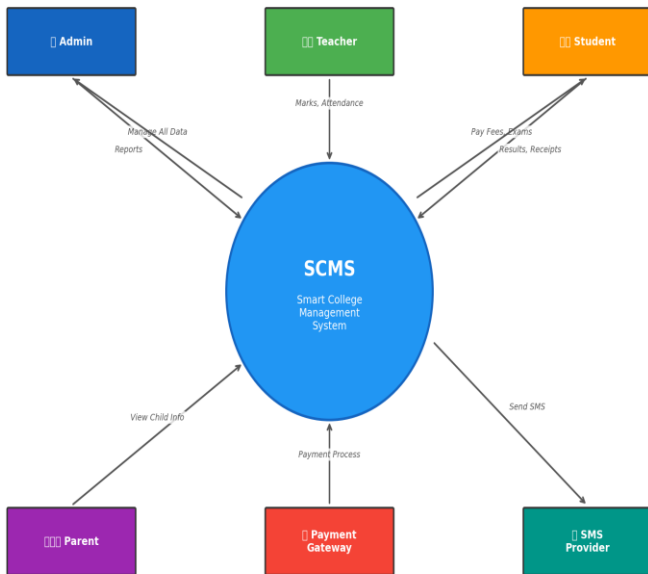 Admin
Teacher
Student
Marks, Attendance
Manage All Data
Pay Fees, Exams
Reports
Results, Receipts
SCMS
Smart College
Management
System
View Child Info
Send SMS
Payment Process
Parent
Payment
Gateway
SMS
Provider